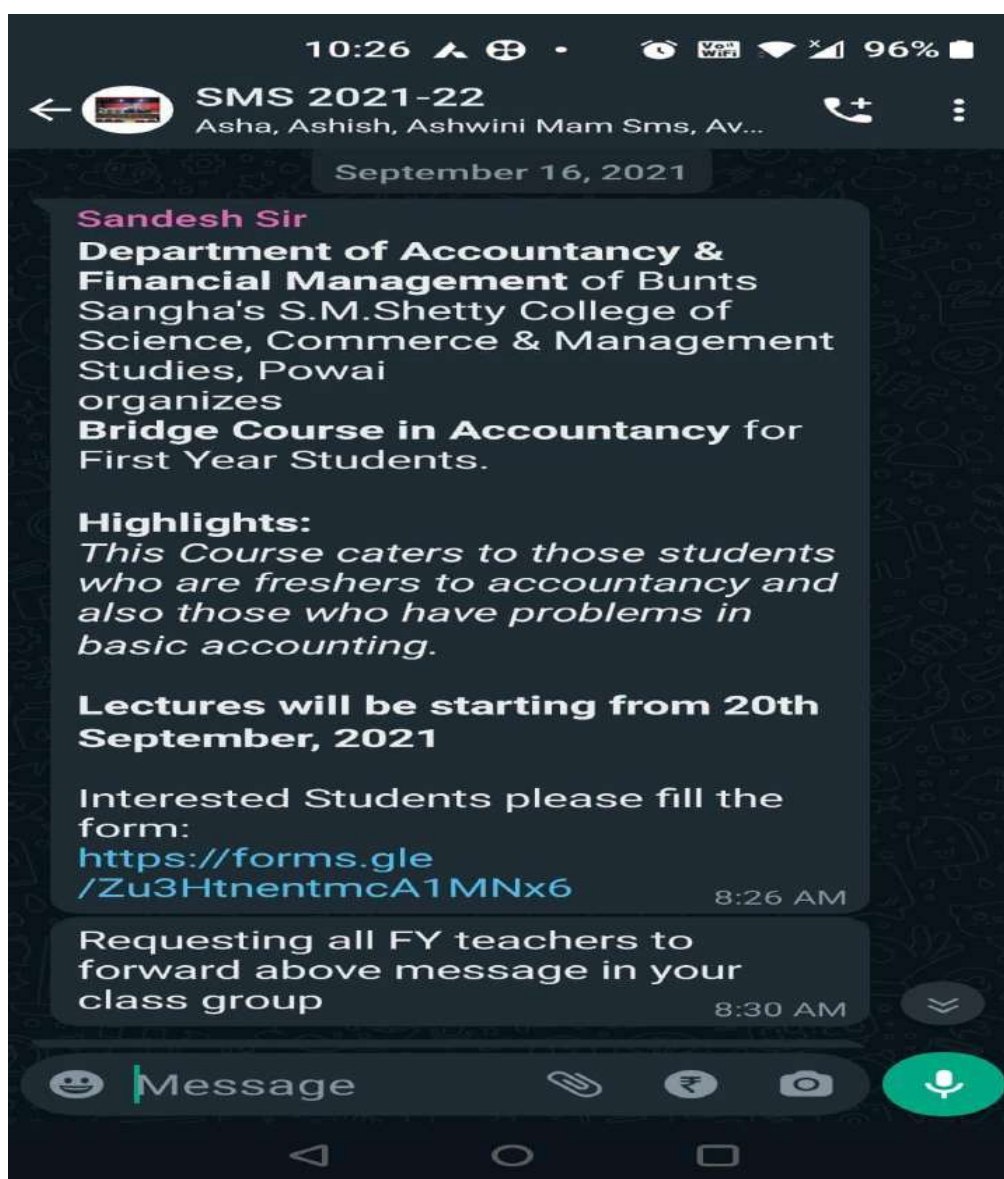 10:26
96%
SMS 2021-22
Asha, Ashish, Ashwini Mam Sms, Av...
September 16, 2021
Sandesh Sir
Department of Accountancy &
Financial Management of Bunts
Sangha's S.M.Shetty College of
Science, Commerce & Management
Studies, Powai
organizes
Bridge Course in Accountancy for
First Year Students.
Highlights:
This Course caters to those students
who are freshers to accountancy and
also those who have problems in
basic accounting.
Lectures will be starting from 20th
September, 2021
Interested Students please fill the
form:
https://forms.gle
/Zu3HtnentmcA1MNx6
8:26 AM
Requesting all FY teachers to
forward above message in your
class group
8:30 AM
Message